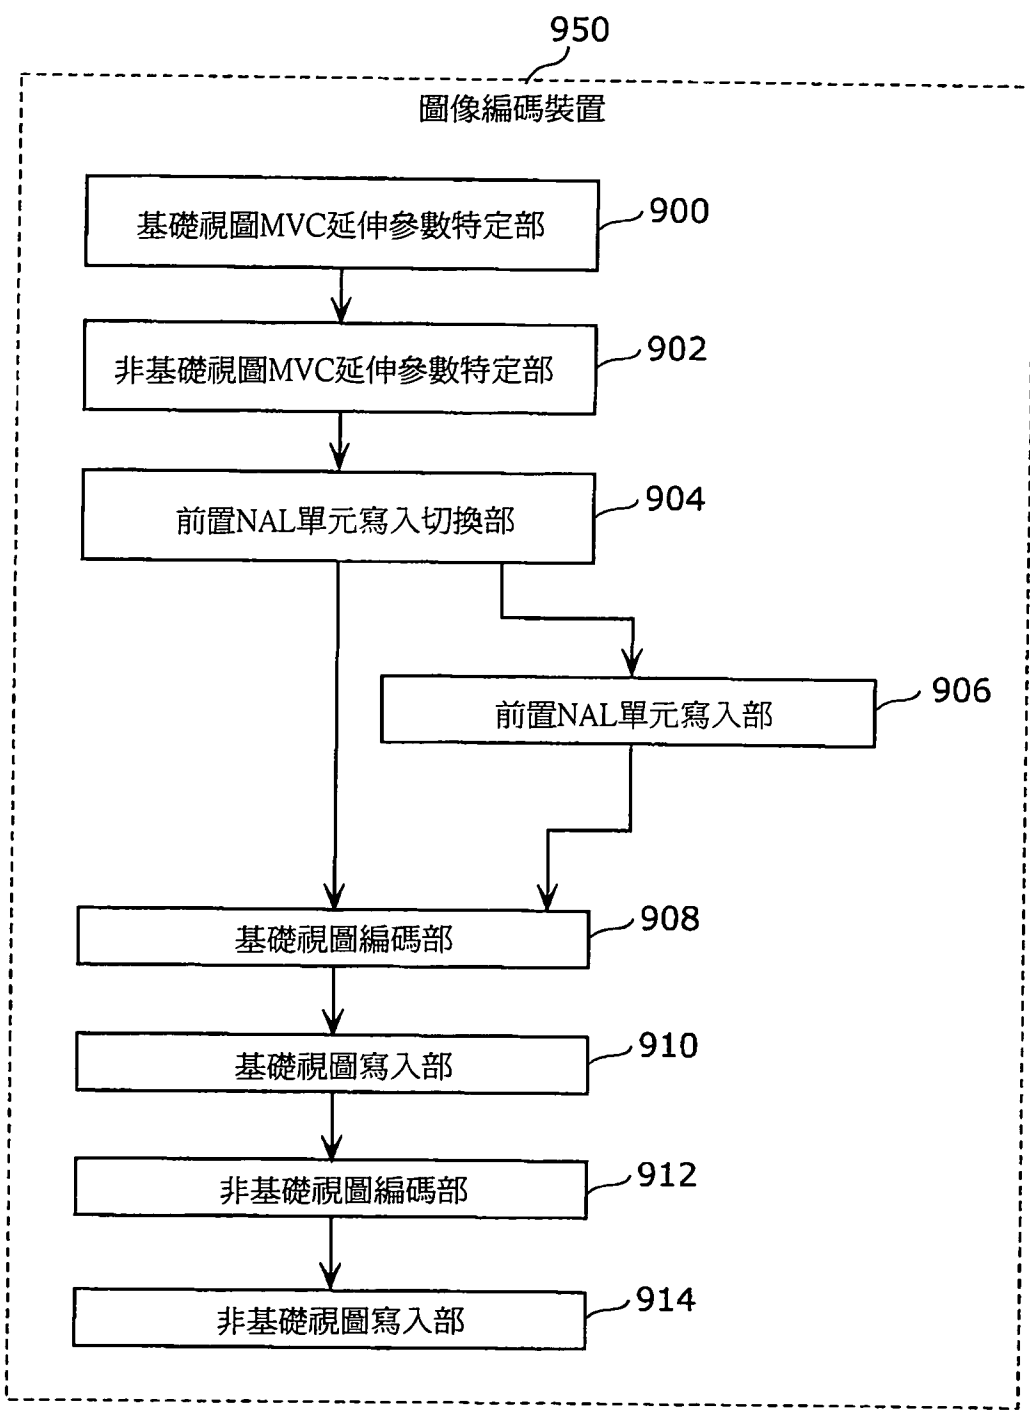 950
圖像編碼裝置
基礎視圖MVC延伸參數特定部
900
非基礎視圖MVC延伸參數特定部
902
前置NAL單元寫入切換部
904
前置NAL單元寫入部
906
基礎視圖編碼部
908
基礎視圖寫入部
910
非基礎視圖編碼部
912
非基礎視圖寫入部
914